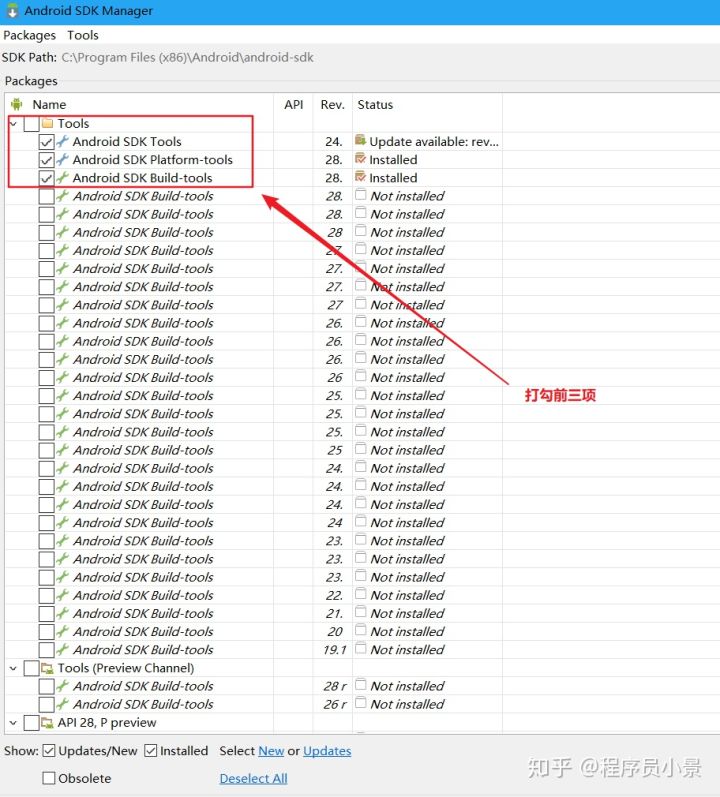 Android SDK Manager
Packages Tools
SDK Path: C:\Program Files (x86)\Android\android-sdk
Packages
Name API Rev. Status
Tools
Android SDK Tools 24. Update available: rev...
Android SDK Platform-tools 28. Installed
Android SDK Build-tools 28. Installed
Android SDK Build-tools 28. Not installed
Android SDK Build-tools 28. Not installed
Android SDK Build-tools 28 Not installed
Android SDK Build-tools 27. Not installed
Android SDK Build-tools 27. Not installed
Android SDK Build-tools 27. Not installed
Android SDK Build-tools 27 Not installed
Android SDK Build-tools 26. Not installed
Android SDK Build-tools 26. Not installed
Android SDK Build-tools 26. Not installed
Android SDK Build-tools 26 Not installed
Android SDK Build-tools 25. Not installed
打勾前三项
Android SDK Build-tools 25. Not installed
Android SDK Build-tools 25. Not installed
Android SDK Build-tools 25 Not installed
Android SDK Build-tools 24. Not installed
Android SDK Build-tools 24. Not installed
Android SDK Build-tools 24. Not installed
Android SDK Build-tools 24 Not installed
Android SDK Build-tools 23. Not installed
Android SDK Build-tools 23. Not installed
Android SDK Build-tools 23. Not installed
Android SDK Build-tools 22. Not installed
Android SDK Build-tools 21. Not installed
Android SDK Build-tools 20 Not installed
Android SDK Build-tools 19.1 Not installed
Tools (Preview Channel)
Android SDK Build-tools 28 r Not installed
Android SDK Build-tools 26 r Not installed
API 28, P preview
Show: Updates/New Installed Select New or Updates
Obsolete Deselect All
知乎 @程序员小景